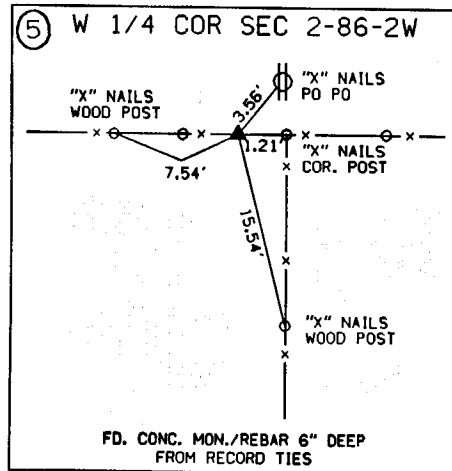 5 W 1/4 COR SEC 2-86-2W
"X" NAILS
PO PO
"X" NAILS
WOOD POST
3.56'
1.21'
"X" NAILS
COR. POST
7.54'
15.54'
"X" NAILS
WOOD POST
FD. CONC. MON./REBAR 6" DEEP
FROM RECORD TIES